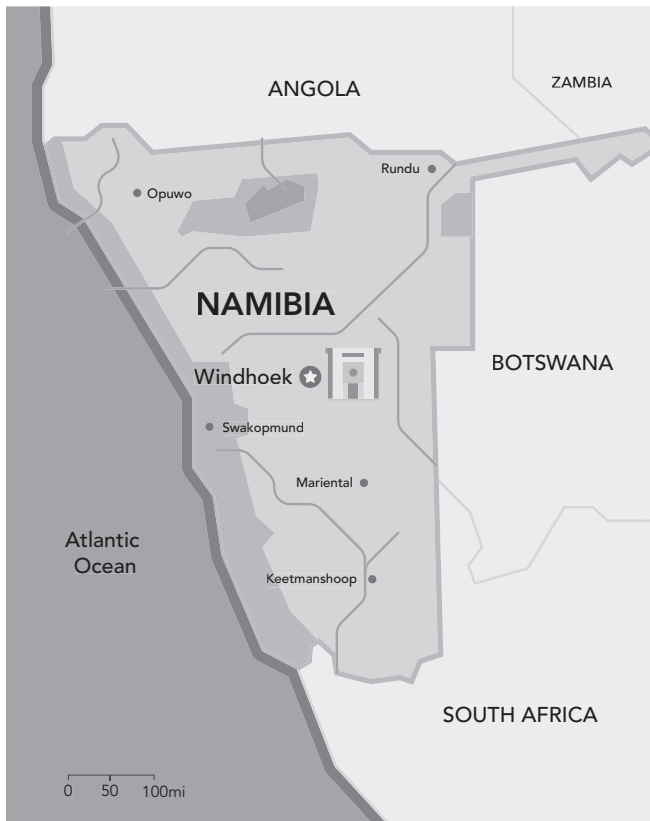 ANGOLA
ZAMBIA
Rundu
Opuwo
NAMIBIA
BOTSWANA
Windhoek
Swakopmund
Mariental
Atlantic
Ocean
Keetmanshoop
SOUTH AFRICA
0 50 100mi